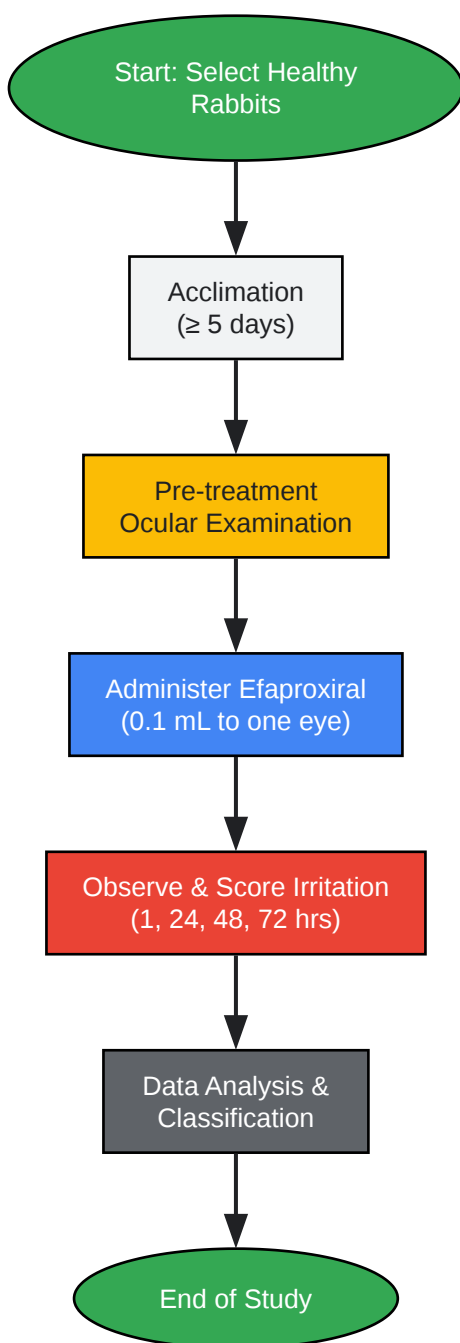 Start: Select Healthy
Rabbits
Acclimation
(≥ 5 days)
Pre-treatment
Ocular Examination
Administer Efaproxiral
(0.1 mL to one eye)
Observe & Score Irritation
(1, 24, 48, 72 hrs)
Data Analysis &
Classification
End of Study